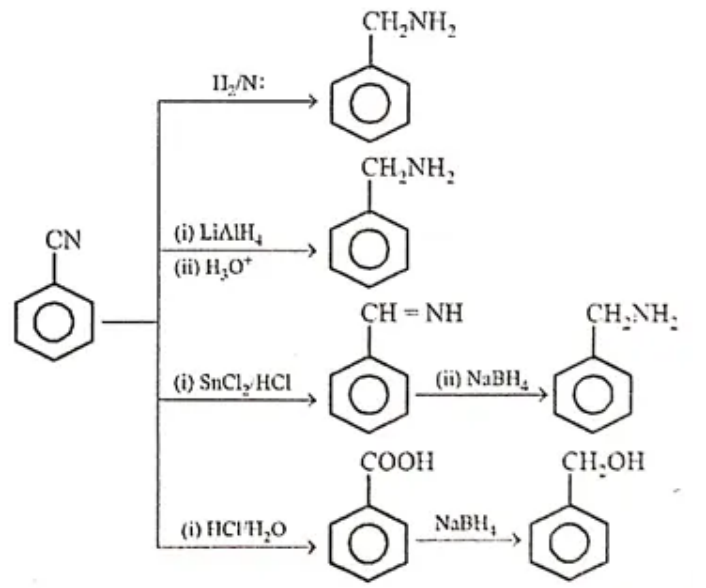 CH₂NH₂
H₂/Ni
CH₂NH₂
(i) LiAlH₄
(ii) H₃O⁺
CN
CH = NH
CH₂NH₂
(i) SnCl₂/HCl
(ii) NaBH₄
COOH
CH₂OH
(i) HCl/H₂O
NaBH₄